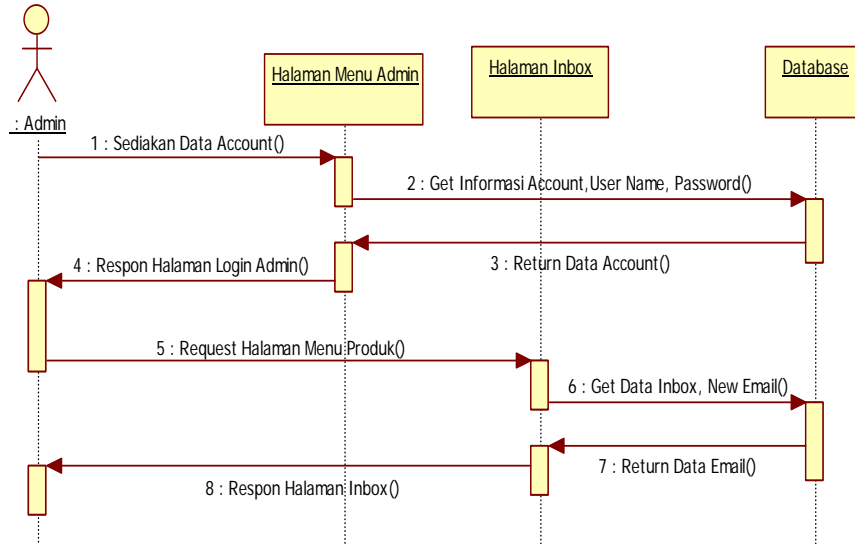 Halaman Menu Admin
Halaman Inbox
Database
: Admin
1 : Sediakan Data Account()
2 : Get Informasi Account,User Name, Password()
3 : Return Data Account()
4 : Respon Halaman Login Admin()
5 : Request Halaman Menu Produk()
6 : Get Data Inbox, New Email()
7 : Return Data Email()
8 : Respon Halaman Inbox()